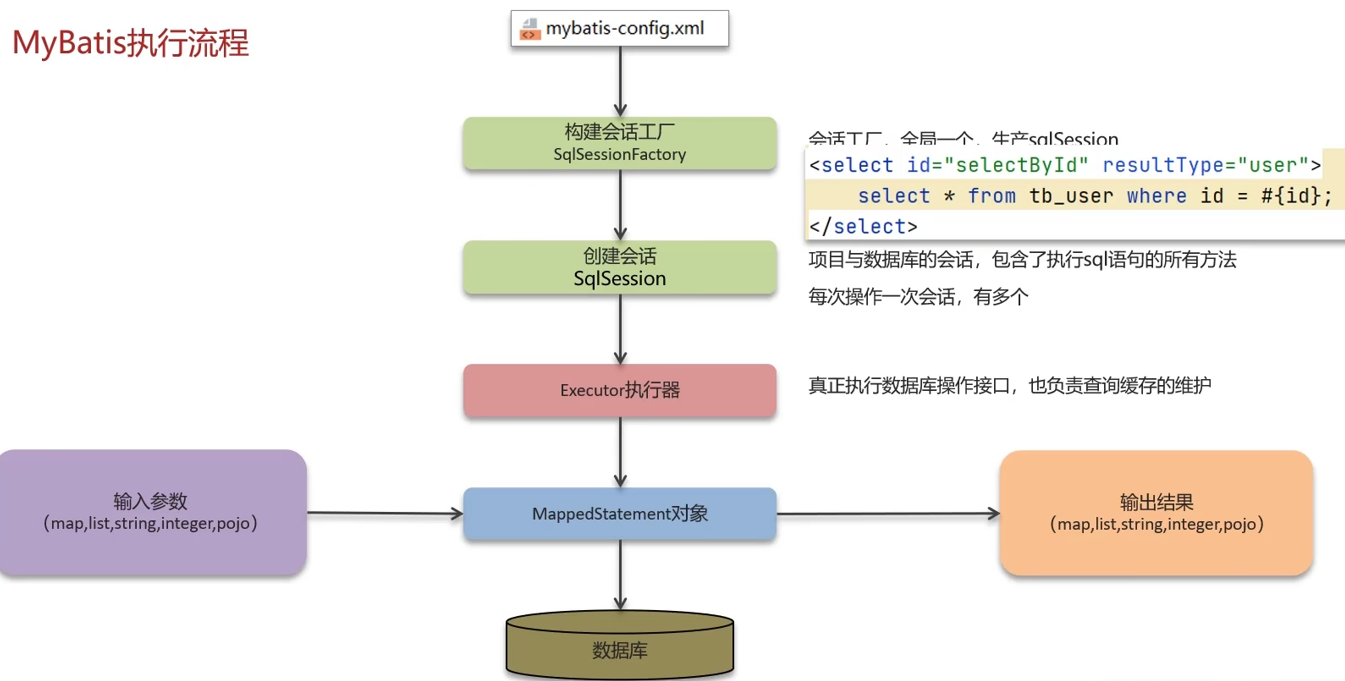 MyBatis执行流程
mybatis-config.xml
构建会话工厂
SqlSessionFactory
会话工厂，全局一个，生产sqlSession
<select id="selectById" resultType="user">
select * from tb_user where id = #{id};
</select>
创建会话
SqlSession
项目与数据库的会话，包含了执行sql语句的所有方法
每次操作一次会话，有多个
Executor执行器
真正执行数据库操作接口，也负责查询缓存的维护
输入参数
（map,list,string,integer,pojo）
MappedStatement对象
输出结果
（map,list,string,integer,pojo）
数据库